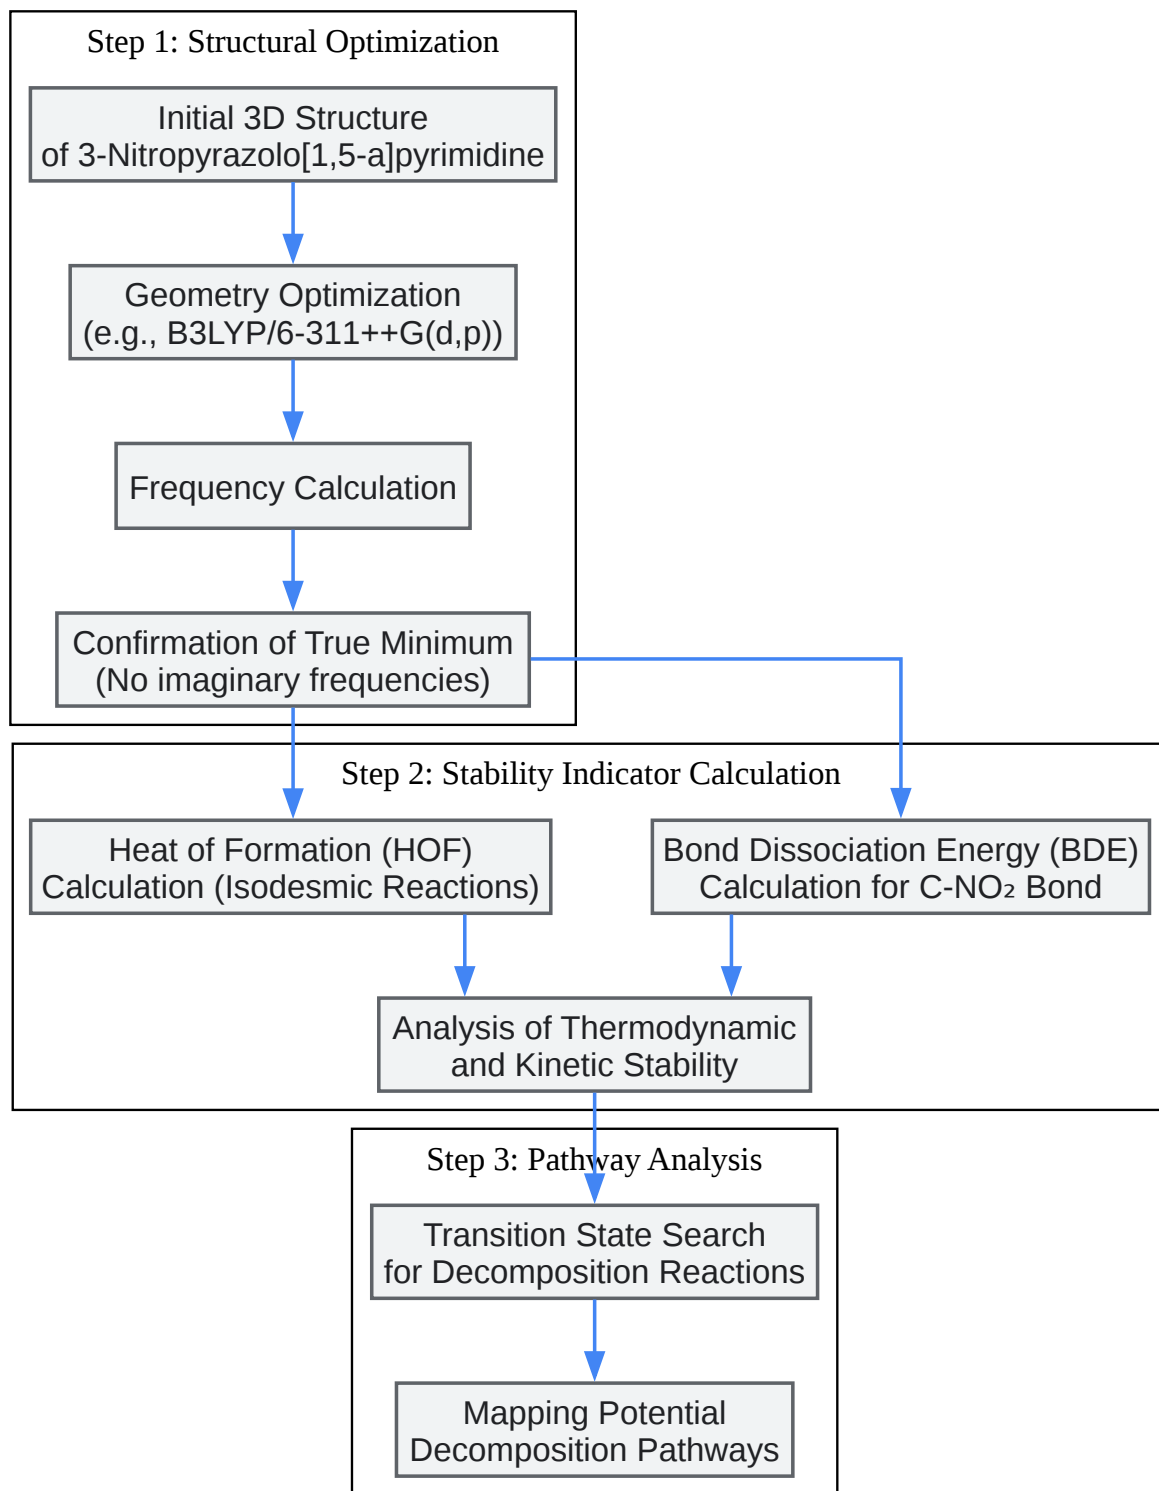 Step 1: Structural Optimization
Initial 3D Structure
of 3-Nitropyrazolo[1,5-a]pyrimidine
Geometry Optimization
(e.g., B3LYP/6-311++G(d,p))
Frequency Calculation
Confirmation of True Minimum
(No imaginary frequencies)
Step 2: Stability Indicator Calculation
Heat of Formation (HOF)
Calculation (Isodesmic Reactions)
Bond Dissociation Energy (BDE)
Calculation for C-NO₂ Bond
Analysis of Thermodynamic
and Kinetic Stability
Step 3: Pathway Analysis
Transition State Search
for Decomposition Reactions
Mapping Potential
Decomposition Pathways